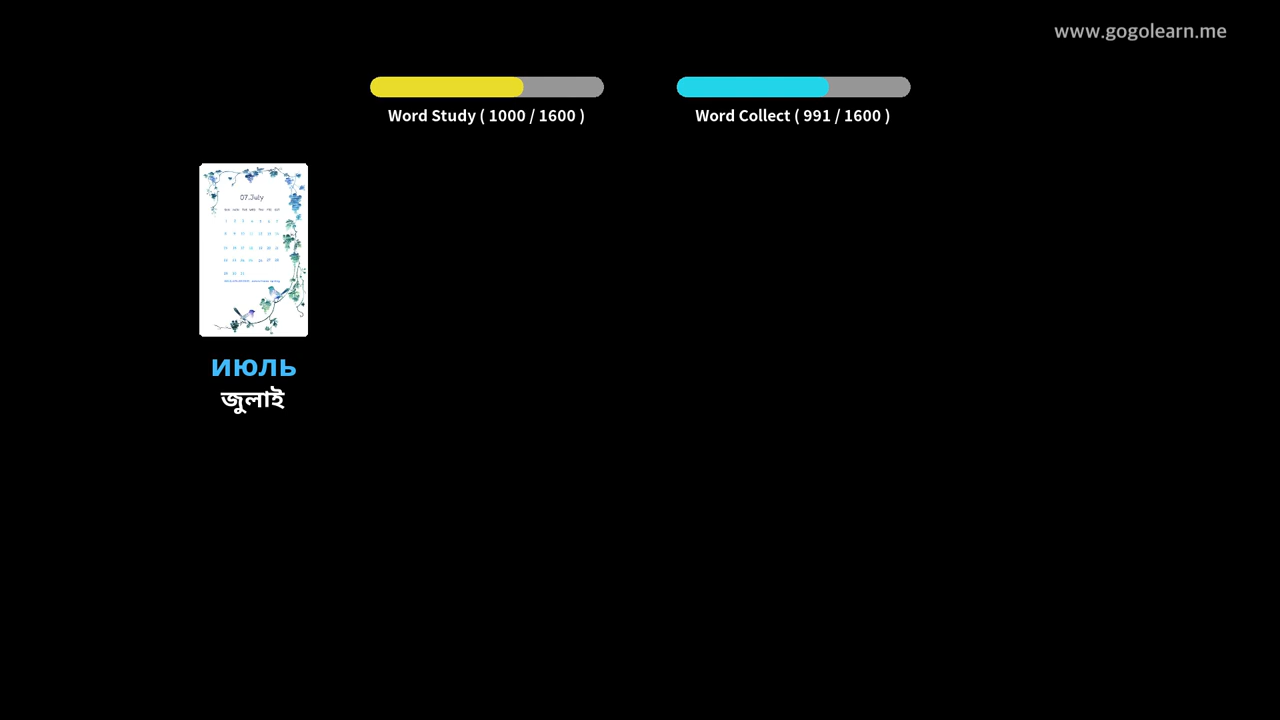 www.gogolearn.me
Word Study ( 1000 / 1600 )
Word Collect ( 991 / 1600 )
07.July
июль
জুলাই